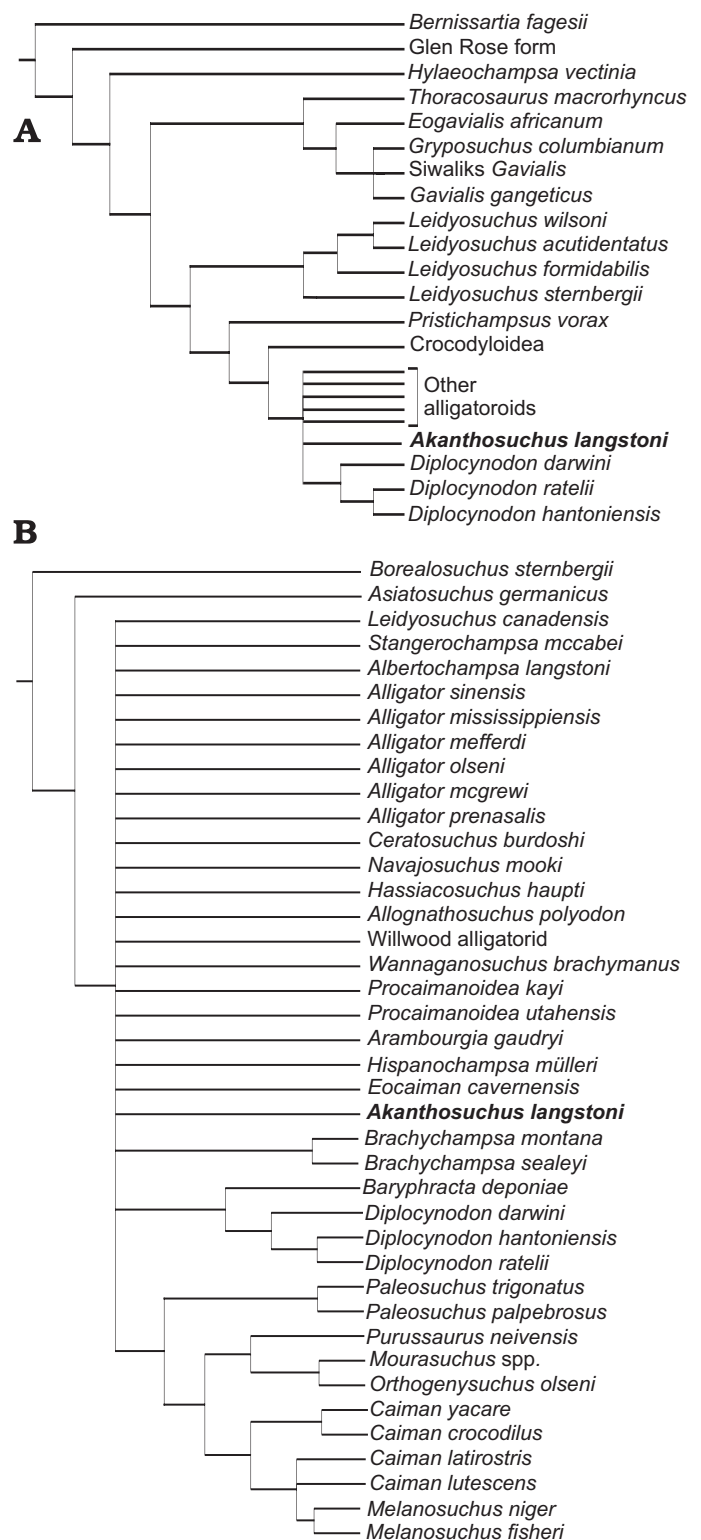 Bernissartia fagesii
Glen Rose form
Hylaeochampsa vectinia
Thoracosaurus macrorhyncus
A
Eogavialis africanum
Gryposuchus columbianum
Siwaliks Gavialis
Gavialis gangeticus
Leidyosuchus wilsoni
Leidyosuchus acutidentatus
Leidyosuchus formidabilis
Leidyosuchus sternbergii
Pristichampsus vorax
Crocodyloidea
Other
alligatoroids
Akanthosuchus langstoni
Diplocynodon darwini
Diplocynodon ratelii
Diplocynodon hantoniensis
B
Borealosuchus sternbergii
Asiatosuchus germanicus
Leidyosuchus canadensis
Stangerochampsa mccabei
Albertochampsa langstoni
Alligator sinensis
Alligator mississippiensis
Alligator mefferdi
Alligator olseni
Alligator mcgrewi
Alligator prenasalis
Ceratosuchus burdoshi
Navajosuchus mooki
Hassiacosuchus haupti
Allognathosuchus polyodon
Willwood alligatorid
Wannaganosuchus brachymanus
Procaimanoidea kayi
Procaimanoidea utahensis
Arambourgia gaudryi
Hispanochampsa mülleri
Eocaiman cavernensis
Akanthosuchus langstoni
Brachychampsa montana
Brachychampsa sealeyi
Baryphracta deponiae
Diplocynodon darwini
Diplocynodon hantoniensis
Diplocynodon ratelii
Paleosuchus trigonatus
Paleosuchus palpebrosus
Purussaurus neivensis
Mourasuchus spp.
Orthogenysuchus olseni
Caiman yacare
Caiman crocodilus
Caiman latirostris
Caiman lutescens
Melanosuchus niger
Melanosuchus fisheri